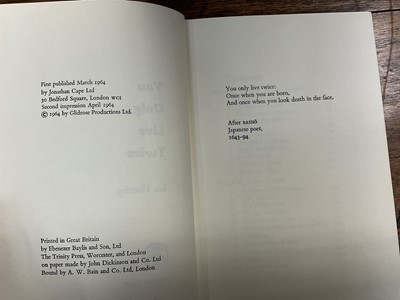 First published March 1964
by Jonathan Cape Ltd
30 Bedford Square, London WC1
Second impression April 1964
© 1964 by Glidrose Productions Ltd.
Printed in Great Britain
by Ebenezer Baylis and Son, Ltd
The Trinity Press, Worcester, and London
on paper made by John Dickinson and Co. Ltd
Bound by A. W. Bain and Co. Ltd, London
You only live twice:
Once when you are born,
And once when you look death in the face.
After BASHŌ
Japanese poet,
1643-94